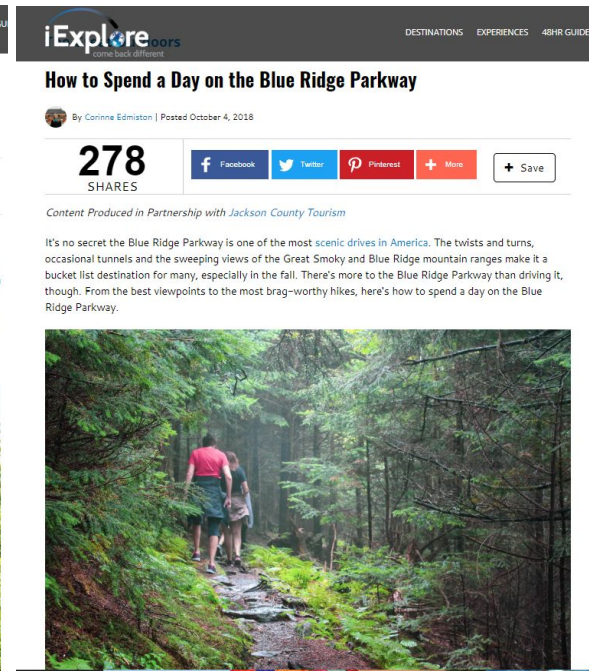 SU
iExplore
oors
come back different
DESTINATIONS EXPERIENCES 48HR GUIDE
How to Spend a Day on the Blue Ridge Parkway
By Corinne Edmiston | Posted October 4, 2018
278
SHARES
Facebook
Twitter
Pinterest
More
Save
Content Produced in Partnership with Jackson County Tourism
It's no secret the Blue Ridge Parkway is one of the most scenic drives in America. The twists and turns,
occasional tunnels and the sweeping views of the Great Smoky and Blue Ridge mountain ranges make it a
bucket list destination for many, especially in the fall. There's more to the Blue Ridge Parkway than driving it,
though. From the best viewpoints to the most brag-worthy hikes, here's how to spend a day on the Blue
Ridge Parkway.